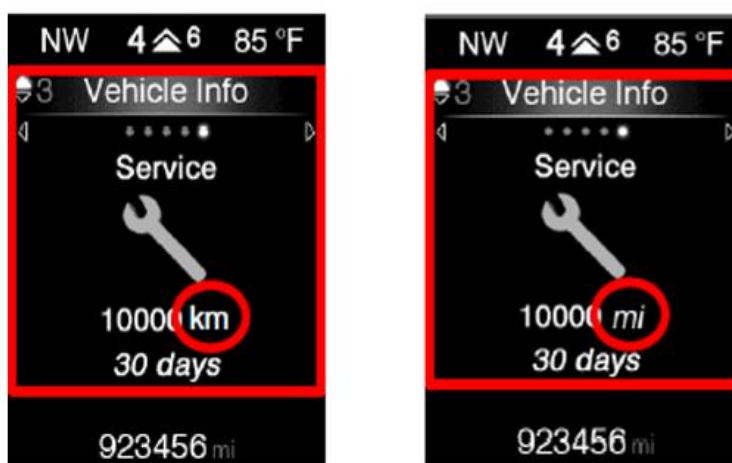 NW 4 6 85 °F
3 Vehicle Info
Service
10000 km
30 days
923456 mi
NW 4 6 85 °F
3 Vehicle Info
Service
10000 mi
30 days
923456 mi